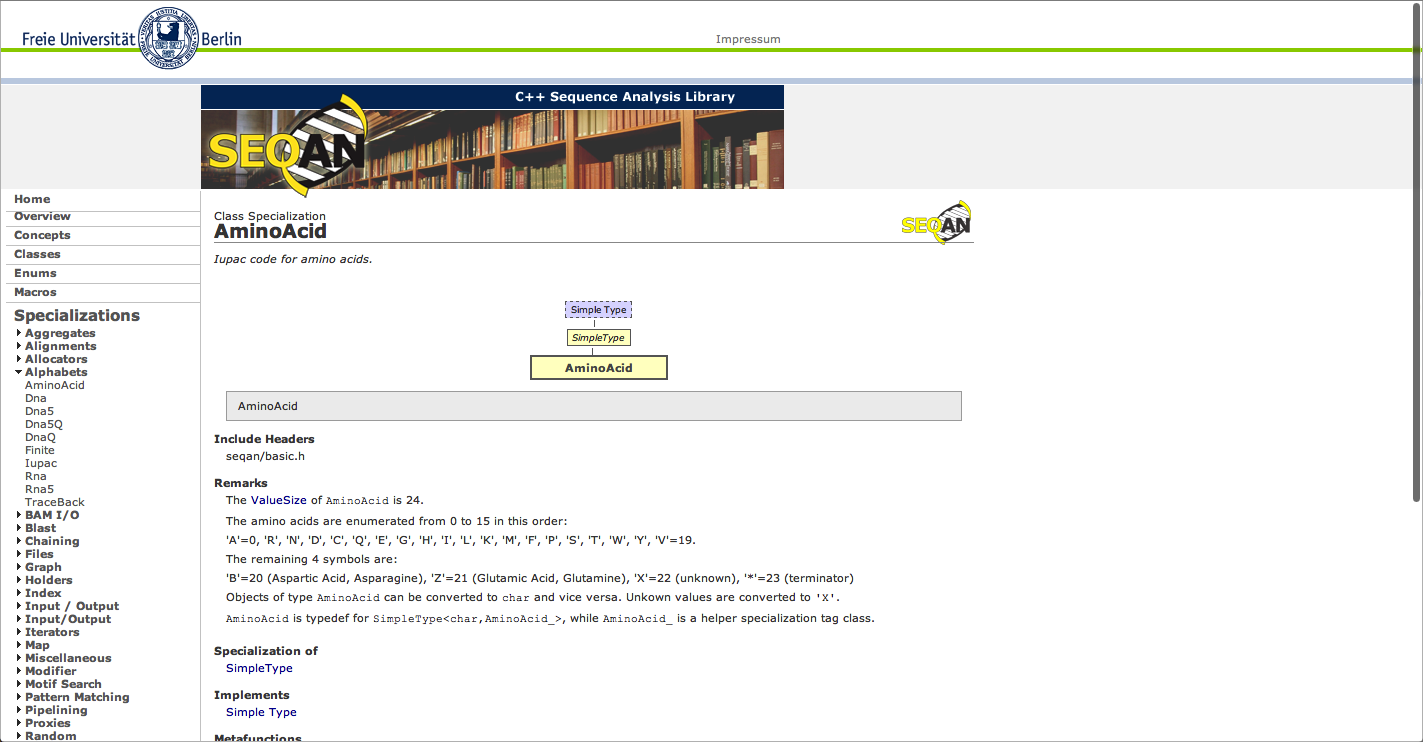 Freie Universität Berlin
Impressum
C++ Sequence Analysis Library
SEQAN
Home
Overview
Concepts
Classes
Enums
Macros
Specializations
Aggregates
Alignments
Allocators
Alphabets
AminoAcid
Dna
Dna5
Dna5Q
DnaQ
Finite
Iupac
Rna
Rna5
TraceBack
BAM I/O
Blast
Chaining
Files
Graph
Holders
Index
Input / Output
Input/Output
Iterators
Map
Miscellaneous
Modifier
Motif Search
Pattern Matching
Pipelining
Proxies
Random
Class Specialization
AminoAcid
SEQAN
Iupac code for amino acids.
Simple Type
SimpleType
AminoAcid
AminoAcid
Include Headers
seqan/basic.h
Remarks
The ValueSize of AminoAcid is 24.
The amino acids are enumerated from 0 to 15 in this order:
'A'=0, 'R', 'N', 'D', 'C', 'Q', 'E', 'G', 'H', 'I', 'L', 'K', 'M', 'F', 'P', 'S', 'T', 'W', 'Y', 'V'=19.
The remaining 4 symbols are:
'B'=20 (Aspartic Acid, Asparagine), 'Z'=21 (Glutamic Acid, Glutamine), 'X'=22 (unknown), '*'=23 (terminator)
Objects of type AminoAcid can be converted to char and vice versa. Unkown values are converted to 'X'.
AminoAcid is typedef for SimpleType<char,AminoAcid_>, while AminoAcid_ is a helper specialization tag class.
Specialization of
SimpleType
Implements
Simple Type
Metafunctions